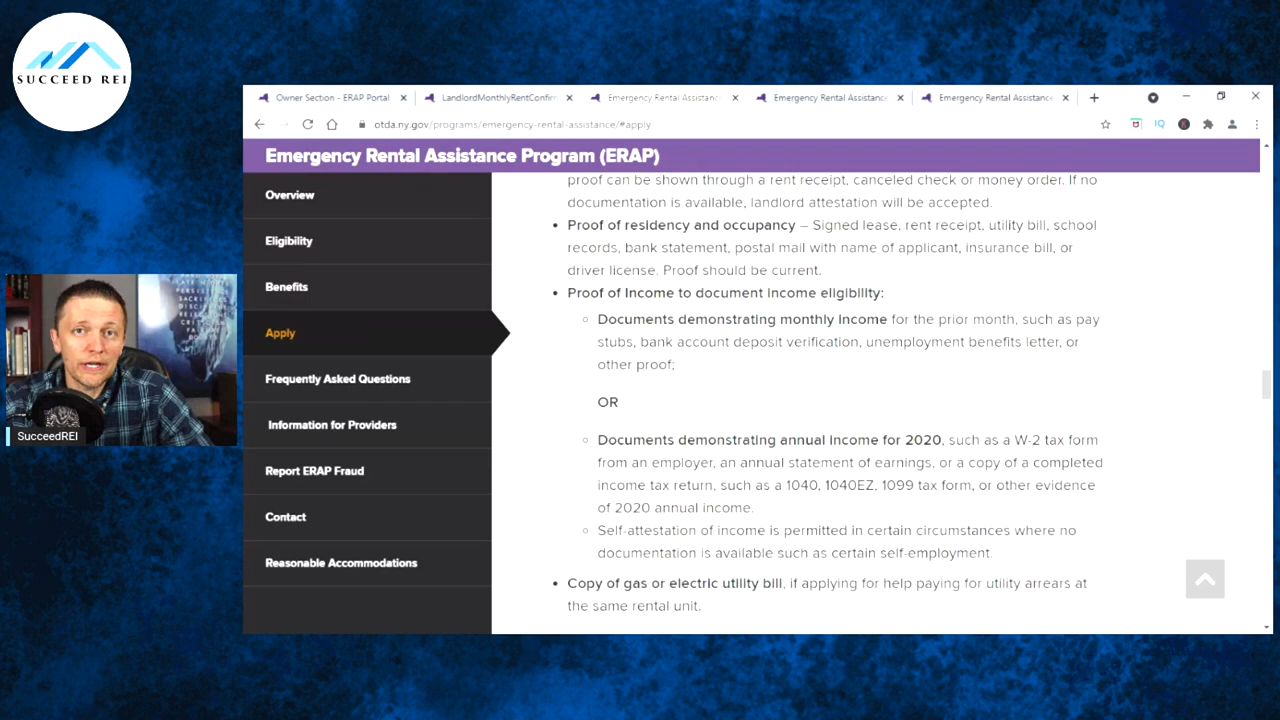 SUCCEED REI
Owner Section - ERAP Portal
LandlordMonthlyRentConfirm
Emergency Rental Assistance
Emergency Rental Assistance
Emergency Rental Assistance
otda.ny.gov/programs/emergency-rental-assistance/#apply
IQ
Emergency Rental Assistance Program (ERAP)
Overview
Eligibility
Benefits
Apply
Frequently Asked Questions
Information for Providers
Report ERAP Fraud
Contact
Reasonable Accommodations
proof can be shown through a rent receipt, canceled check or money order. If no
documentation is available, landlord attestation will be accepted.
• Proof of residency and occupancy – Signed lease, rent receipt, utility bill, school
records, bank statement, postal mail with name of applicant, insurance bill, or
driver license. Proof should be current.
• Proof of Income to document income eligibility:
Documents demonstrating monthly income for the prior month, such as pay
stubs, bank account deposit verification, unemployment benefits letter, or
other proof;
OR
Documents demonstrating annual income for 2020, such as a W-2 tax form
from an employer, an annual statement of earnings, or a copy of a completed
income tax return, such as a 1040, 1040EZ, 1099 tax form, or other evidence
of 2020 annual income.
Self-attestation of income is permitted in certain circumstances where no
documentation is available such as certain self-employment.
• Copy of gas or electric utility bill, if applying for help paying for utility arrears at
the same rental unit.
SucceedREI